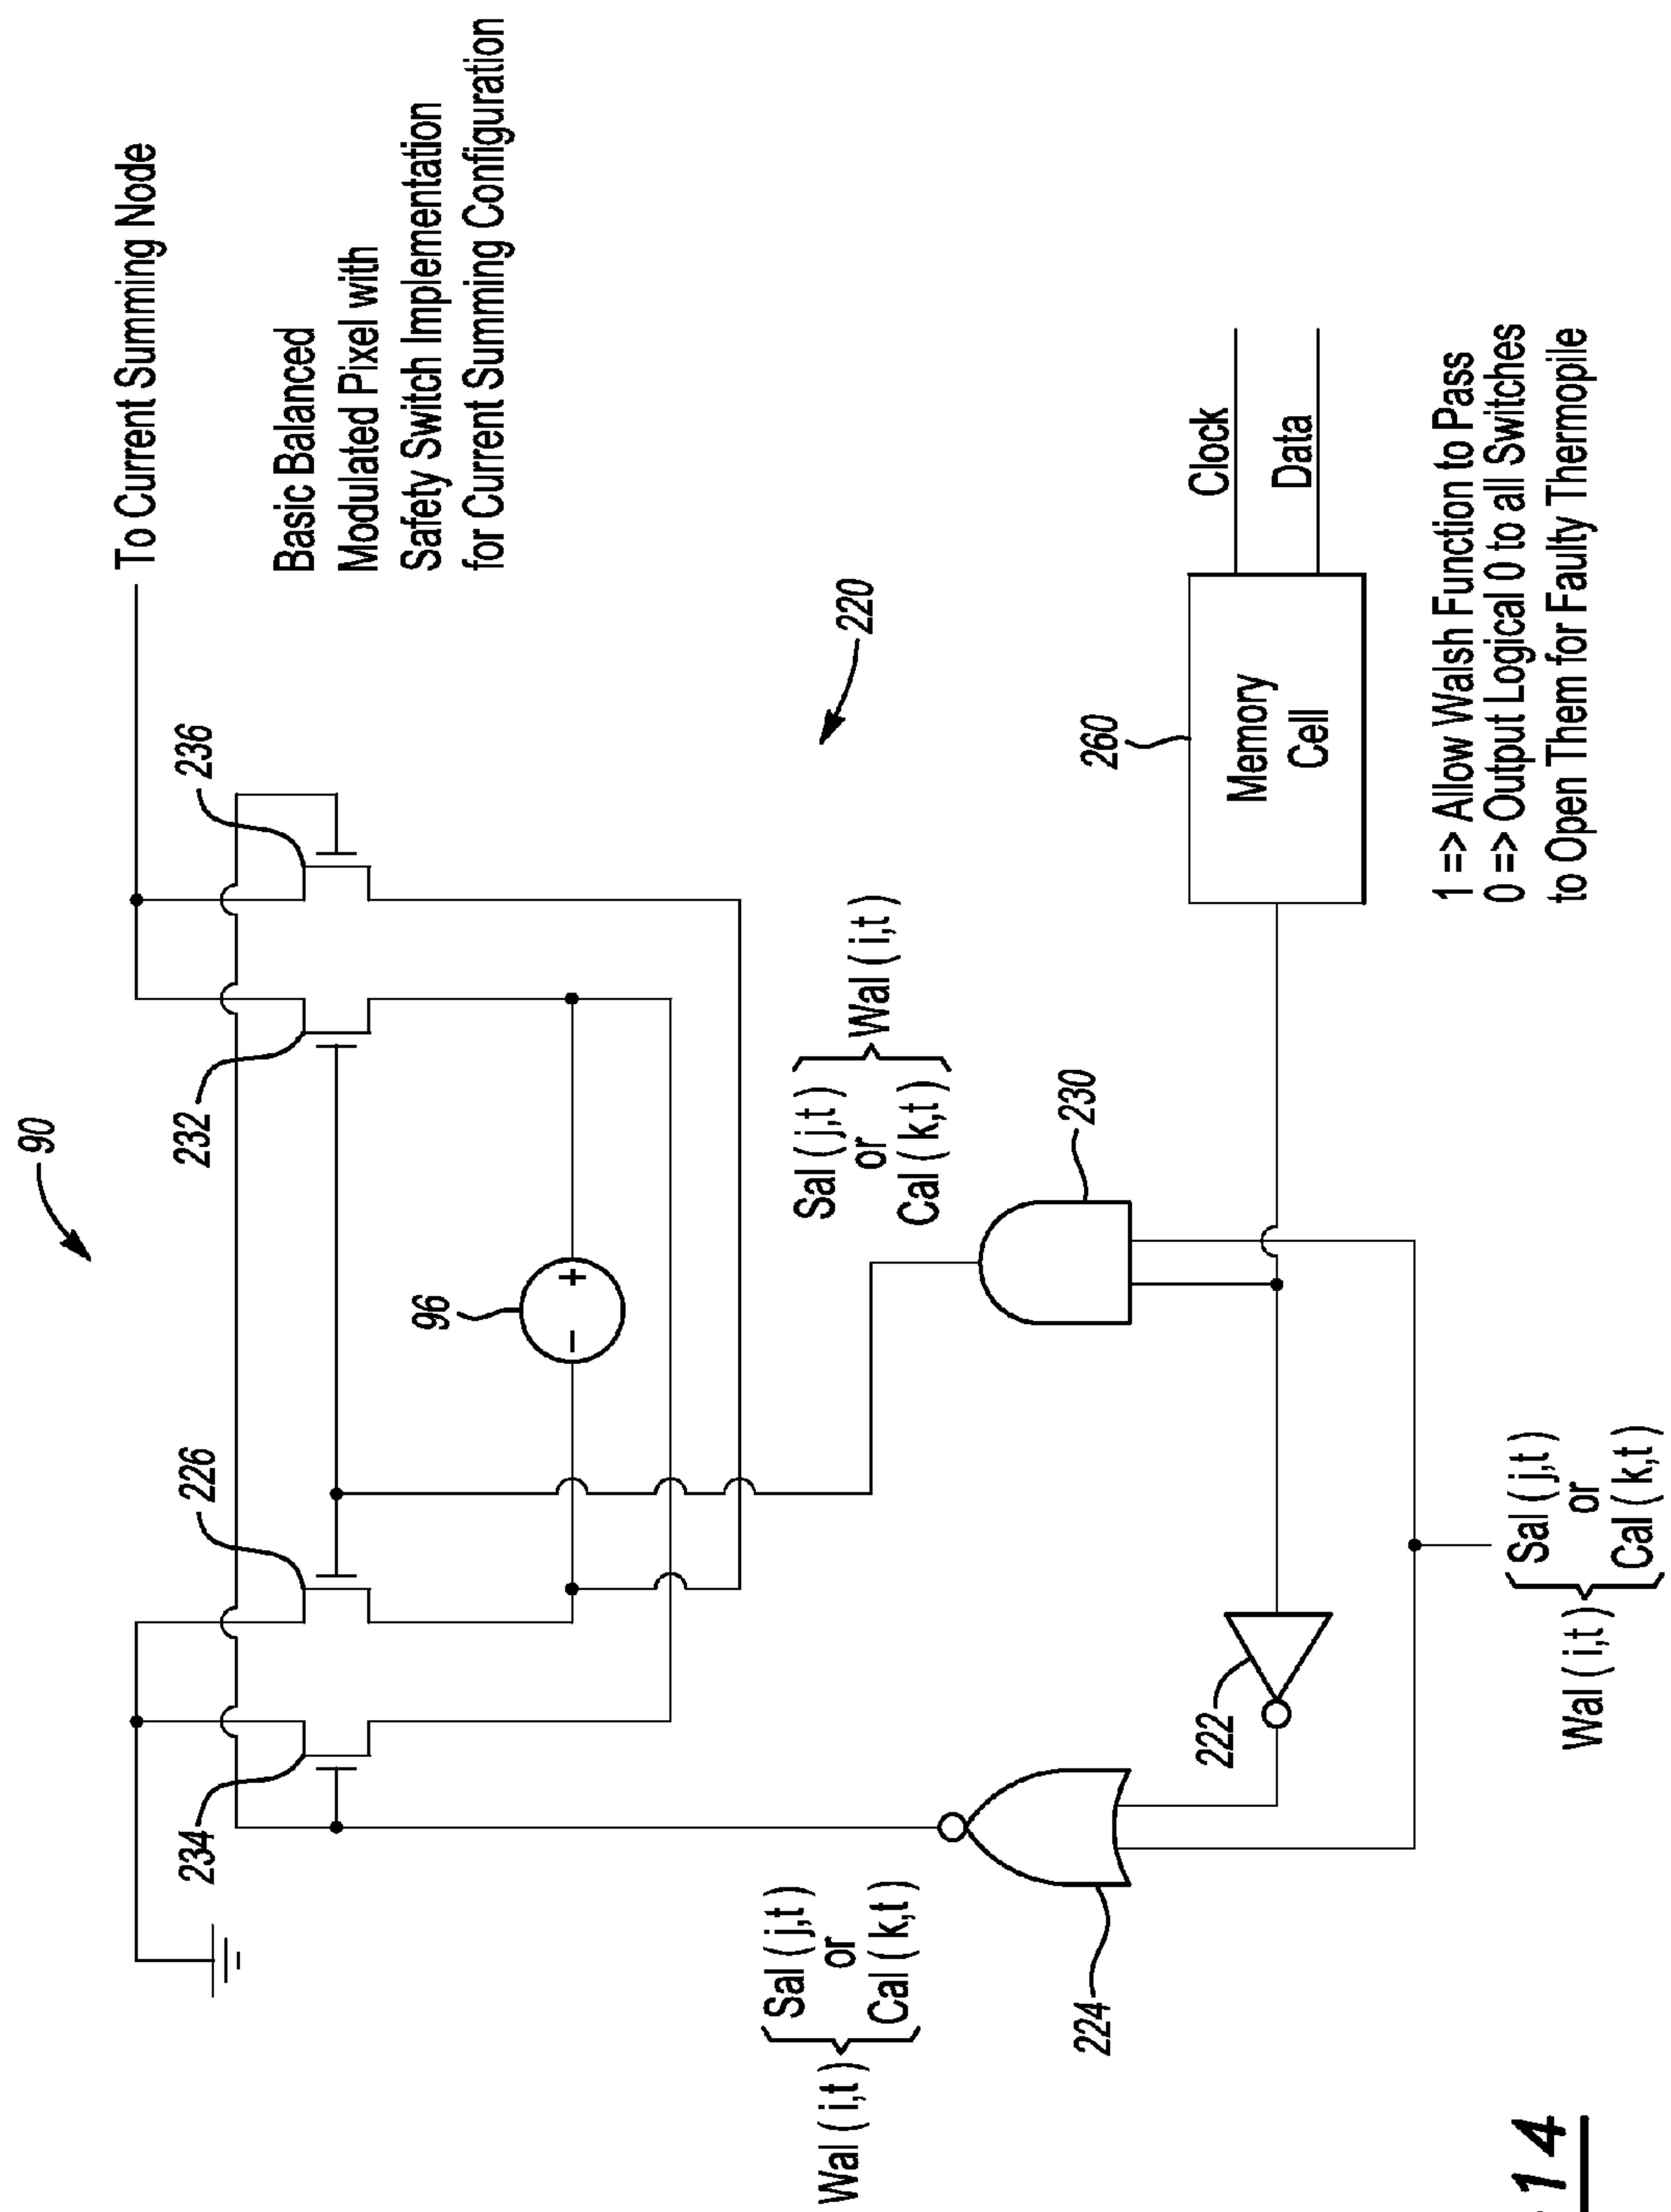 90
To Current Summing Node
Basic Balanced
Modulated Pixel with
Safety Switch Implementation
for Current Summing Configuration
234
226
232
236
96
- +
220
Wal ( i,t ) { Sal ( j,t )
or
Cal ( k,t )
Sal ( j,t )
or
Cal ( k,t ) } Wal ( i,t )
224
230
222
260
Memory
Cell
Clock
Data
Wal ( i,t ) { Sal ( j,t )
or
Cal ( k,t )
1 => Allow Walsh Function to Pass
0 => Output Logical 0 to all Switches
to Open Them for Faulty Thermopile
14